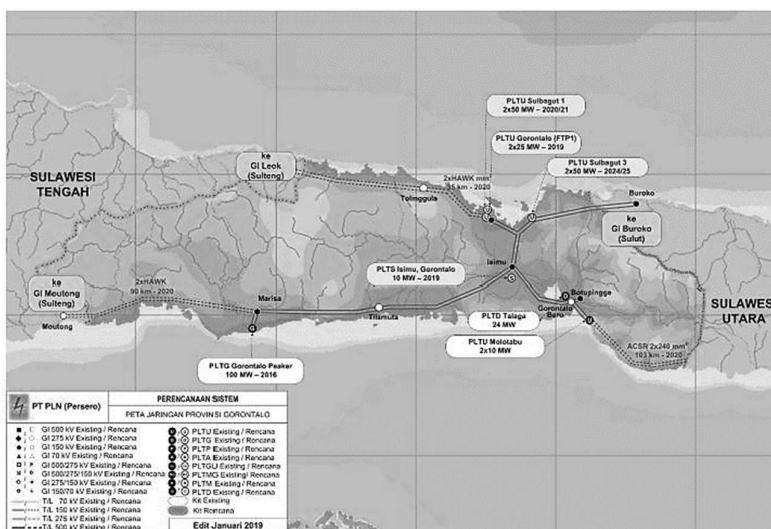 PLTU Sulbagut 1
2x50 MW – 2020/21
PLTU Gorontalo (FTP1)
2x25 MW – 2019
PLTU Sulbagut 3
2x50 MW – 2024/25
ke
GI Leok
(Sulteng)
SULAWESI
TENGAH
2xHAWK mm²
35 km - 2020
Tolinggula
Buroko
ke
GI Buroko
(Sulut)
Isimu
PLTS Isimu, Gorontalo
10 MW – 2019
ke
GI Moutong
(Sulteng)
2xHAWK
90 km - 2020
Moutong
Marisa
Tilamuta
Botupingge
Gorontalo
Baru
SULAWESI
UTARA
PLTD Talaga
24 MW
PLTU Molotabu
2x10 MW
ACSR 2x240 mm²
103 km - 2020
PLTG Gorontalo Peaker
100 MW – 2016
PT PLN (Persero)
PERENCANAAN SISTEM
PETA JARINGAN PROVINSI GORONTALO
GI 500 kV Existing / Rencana
GI 275 kV Existing / Rencana
GI 150 kV Existing / Rencana
GI 70 kV Existing / Rencana
GI 500/275 kV Existing / Rencana
GI 500/275/150 kV Existing / Rencana
GI 275/150 kV Existing / Rencana
GI 150/70 kV Existing / Rencana
T/L 70 kV Existing / Rencana
T/L 150 kV Existing / Rencana
T/L 275 kV Existing / Rencana
T/L 500 kV Existing / Rencana
PLTU Existing / Rencana
PLTG Existing / Rencana
PLTP Existing / Rencana
PLTA Existing / Rencana
PLTGU Existing / Rencana
PLTMG Existing/ Rencana
PLTM Existing / Rencana
PLTD Existing / Rencana
Kit Existing
Kit Rencana
Edit Januari 2019